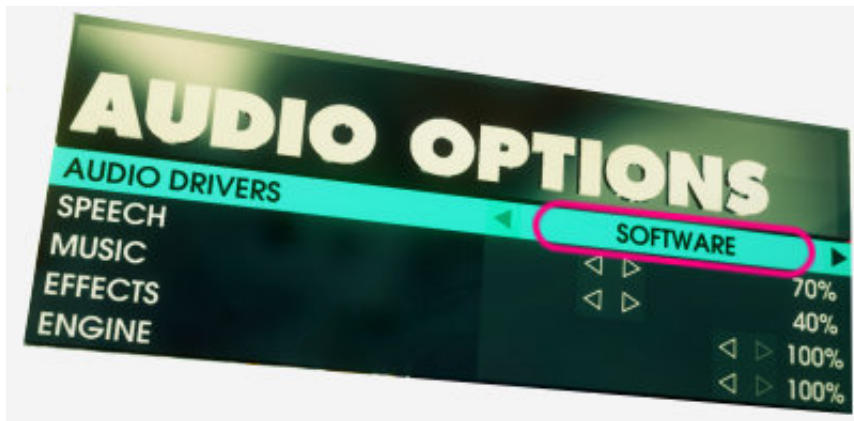 AUDIO OPTIONS
AUDIO DRIVERS SOFTWARE
SPEECH 70%
MUSIC 40%
EFFECTS 100%
ENGINE 100%